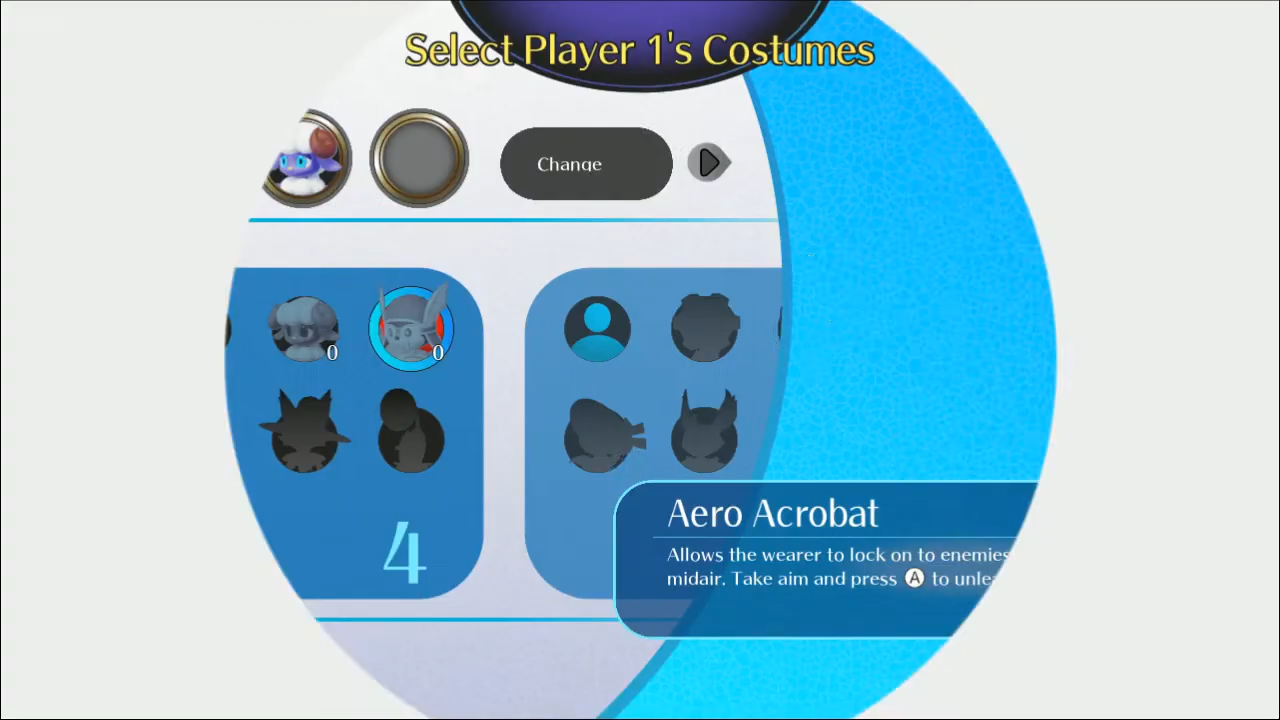 Select Player 1's Costumes
Change
0
0
4
Aero Acrobat
Allows the wearer to lock on to enemies
midair. Take aim and press A to